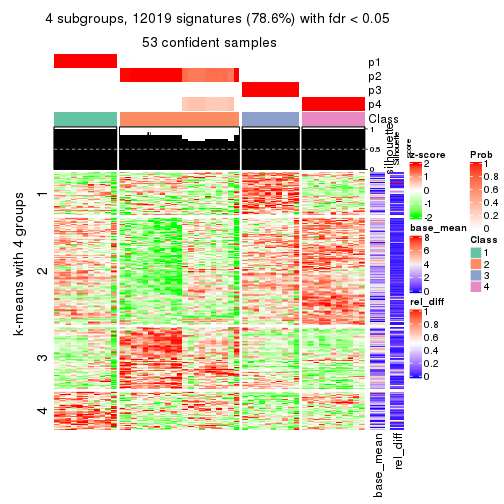 4 subgroups, 12019 signatures (78.6%) with fdr < 0.05
53 confident samples
p1
p2
p3
p4
Class
1
0.5
0
silhouette
Silhouette
score
k-means with 4 groups
1
2
3
4
base_mean
rel_diff
z-score
2
1
0
-1
-2
base_mean
8
6
4
2
0
rel_diff
1
0.8
0.6
0.4
0.2
0
Prob
1
0.8
0.6
0.4
0.2
0
Class
1
2
3
4